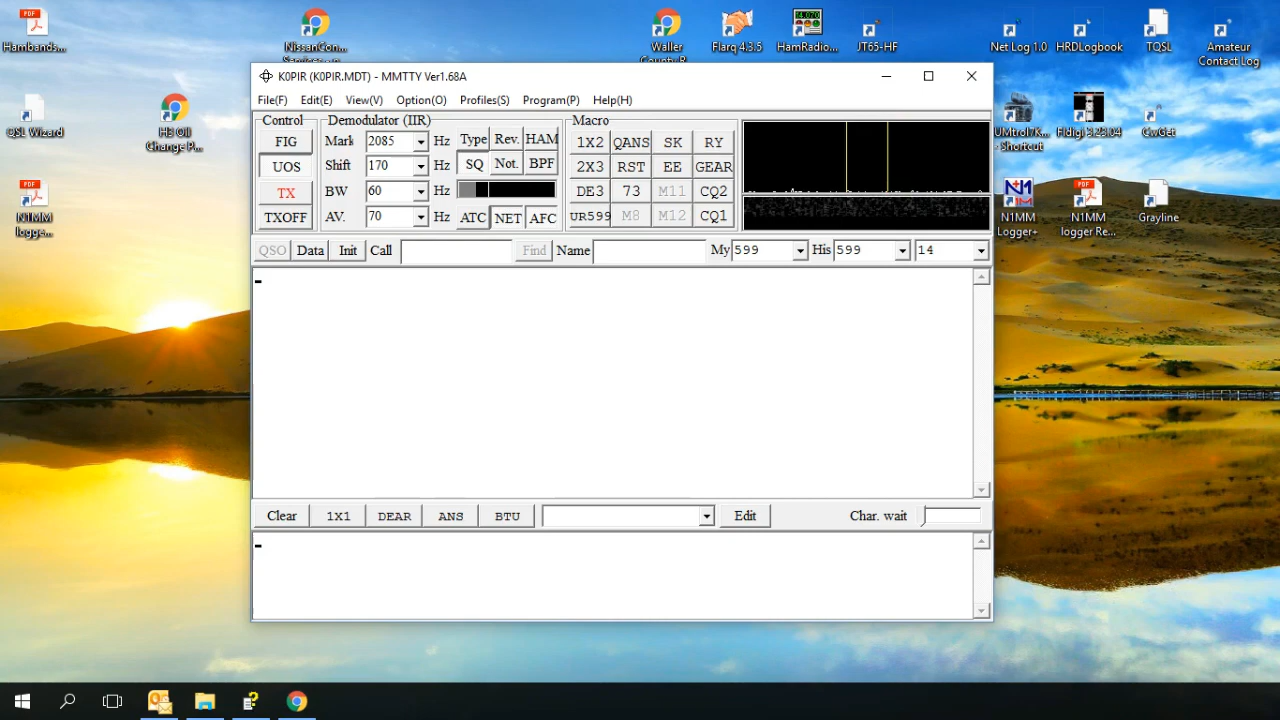 Hambands...
NissanCon...
Services...
Waller
County R
Flarq 4.3.5
HamRadio...
JT65-HF
Net Log 1.0
HRDLogbook
TQSL
Amateur
Contact Log
QSL Wizard
Change P...
Fldigi 3.23.04
CwGet
- Shortcut
N1MM
logge...
N1MM
Logger+
N1MM
logger Re...
Grayline
K0PIR (K0PIR.MDT) - MMTTY Ver1.68A
File(F) Edit(E) View(V) Option(O) Profiles(S) Program(P) Help(H)
Control Demodulator (IIR) Macro
FIG Mark 2085 Hz Type Rev. HAM 1X2 QANS SK RY
UOS Shift 170 Hz SQ Not. BPF 2X3 RST EE GEAR
TX BW 60 Hz DE3 73 M11 CQ2
TXOFF AV. 70 Hz ATC NET AFC UR599 M8 M12 CQ1
QSO Data Init Call Find Name My 599 His 599 14
Clear 1X1 DEAR ANS BTU Edit Char. wait